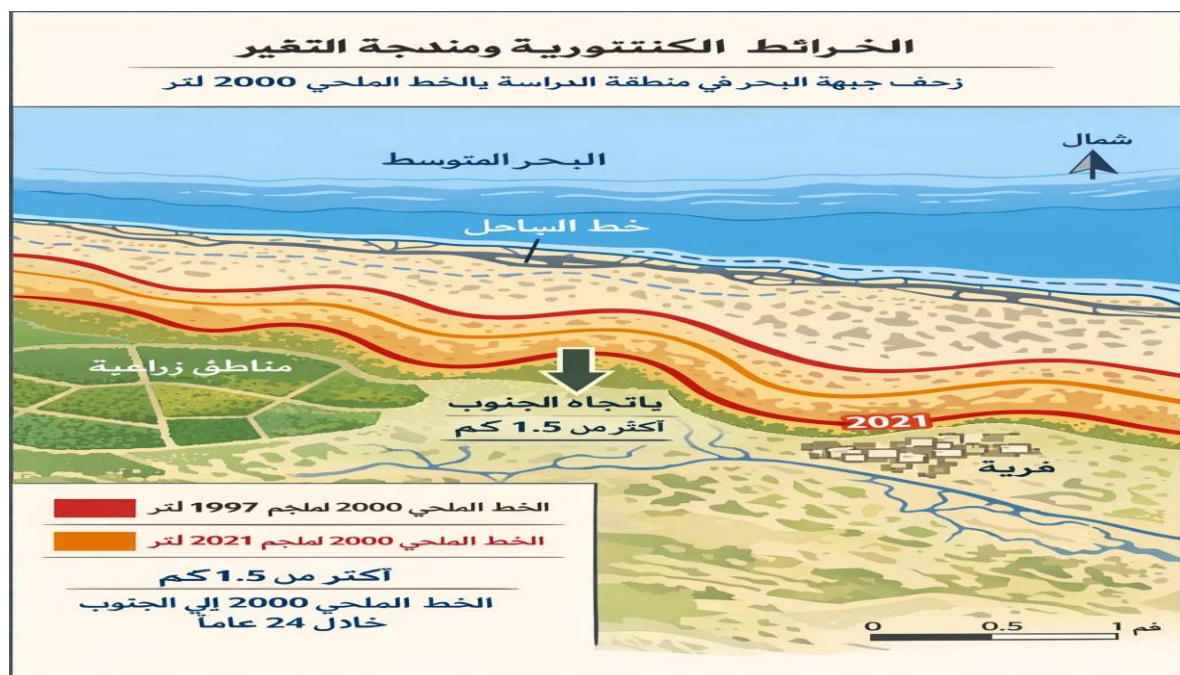 الخرائط الكنتتورية ومندجة التغير
زحف جبهة البحر في منطقة الدراسة يالخط الملحي 2000 لتر
شمال
البحر المتوسط
خط الساحل
مناطق زراعية
ياتجاه الجنوب
أكثر من 1.5 كم
2021
فرية
الخط الملحي 2000 لملجم 1997 لتر
الخط الملحي 2000 لملجم 2021 لتر
أكتر من 1.5 كم
الخط الملحي 2000 إلي الجتوب
خادل 24 عاماً
0 0.5 1 فم